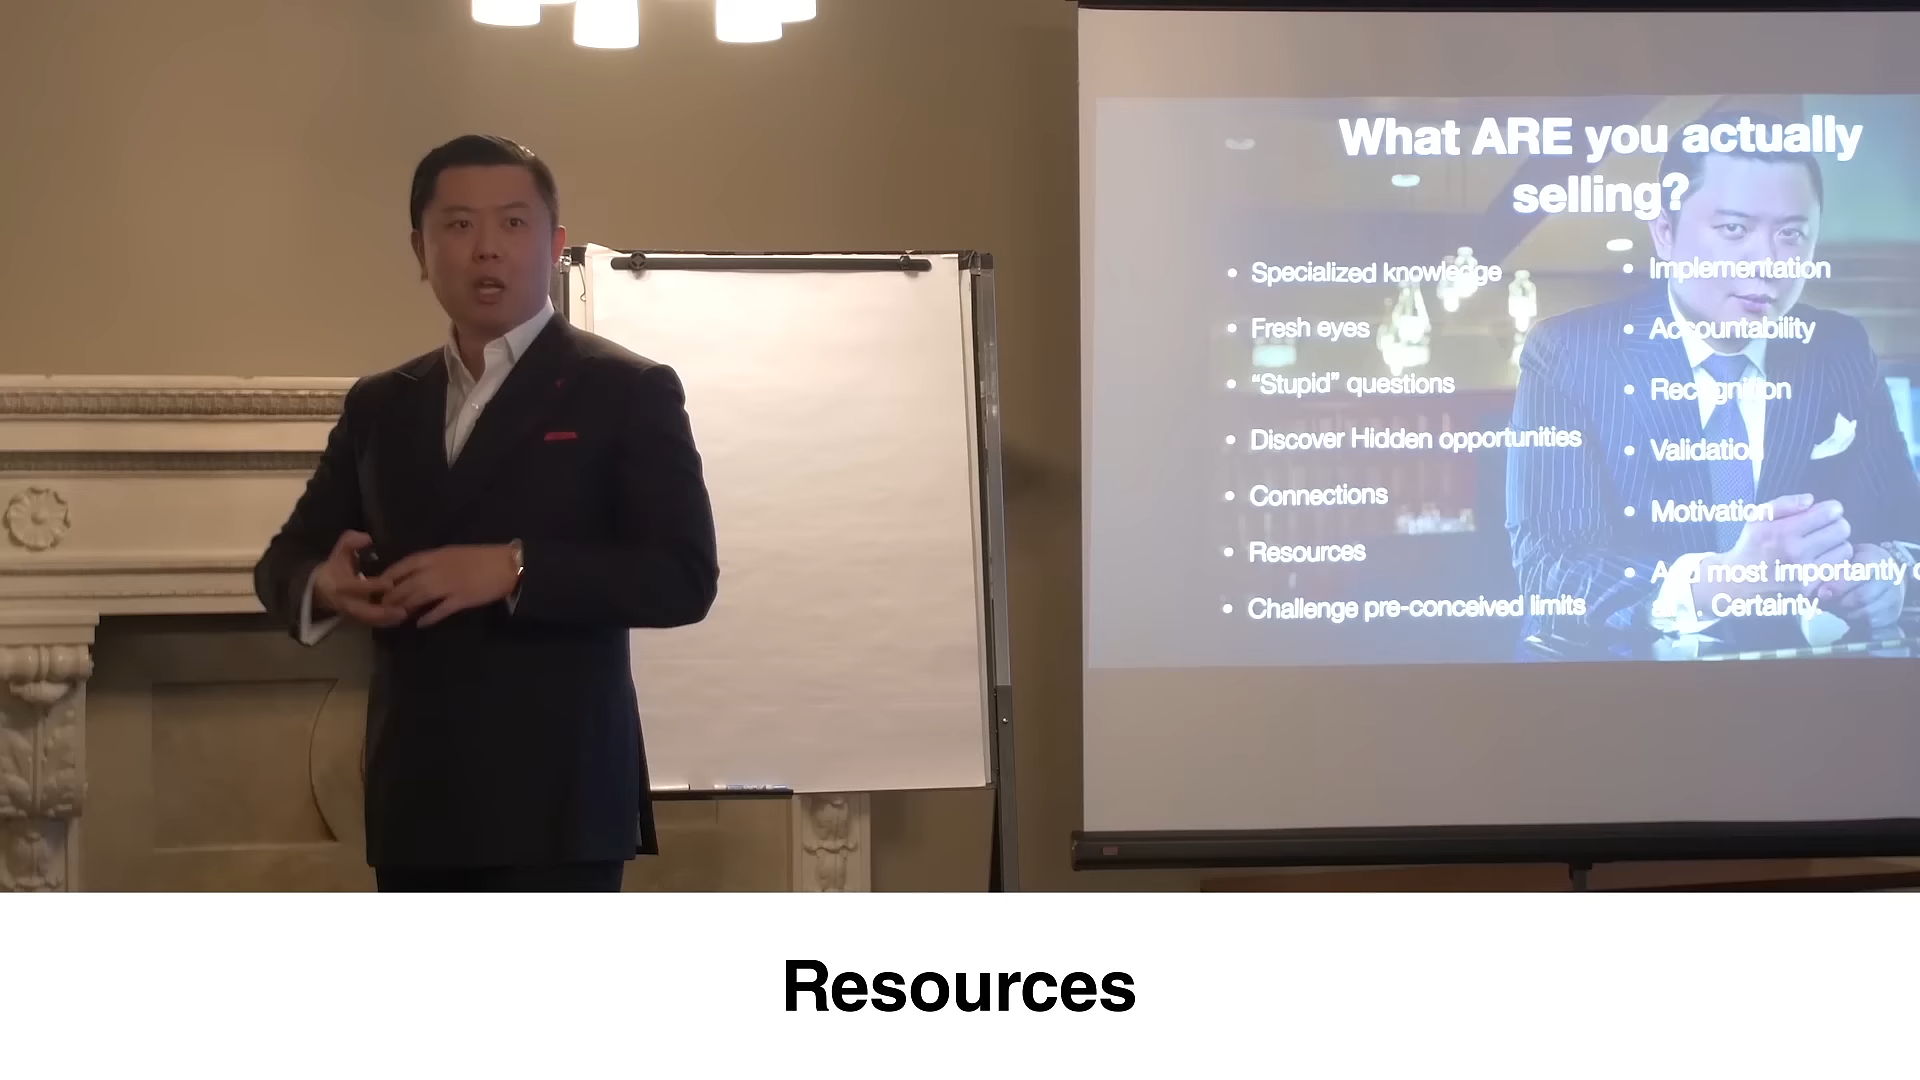 What ARE you actually
selling?
• Specialized knowledge
• Fresh eyes
• “Stupid” questions
• Discover Hidden opportunities
• Connections
• Resources
• Challenge pre-conceived limits
• Implementation
• Accountability
• Recognition
• Validation
• Motivation
• And most importantly
Certainty.
Resources